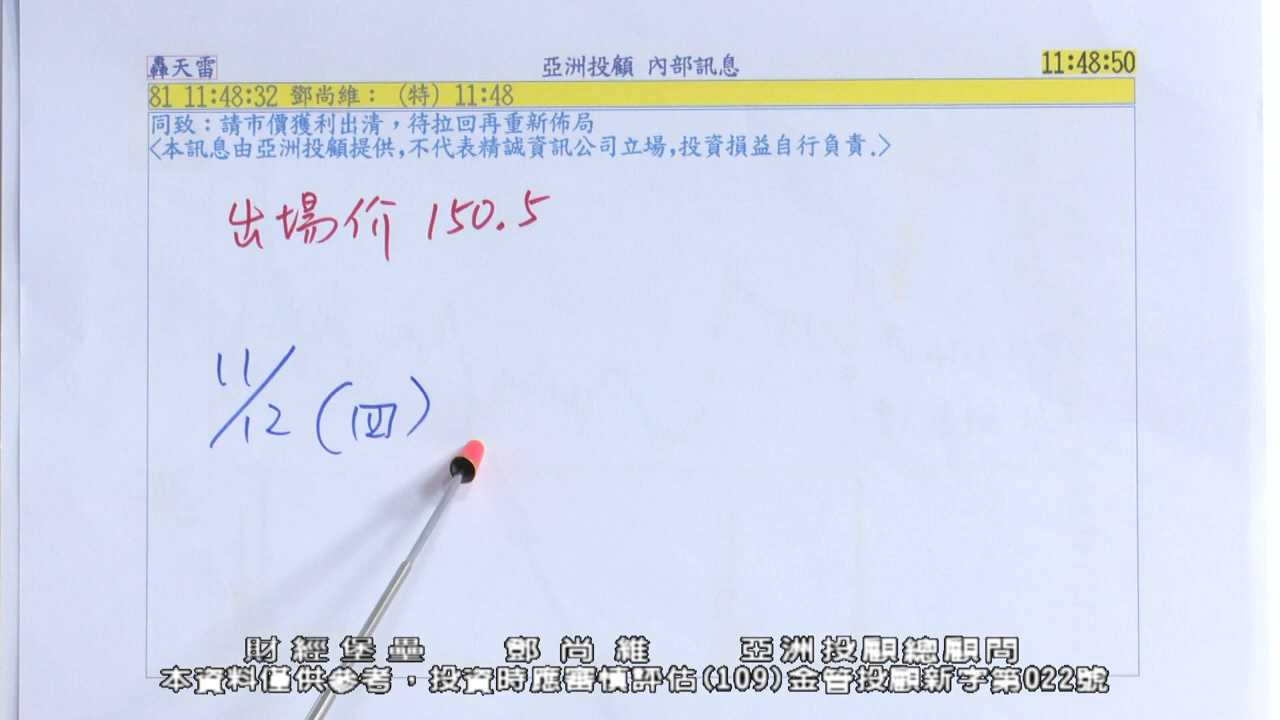 轟天雷 亞洲投顧 內部訊息 11:48:50
81 11:48:32 鄧尚維： (特) 11:48
同致：請市價獲利出清，待拉回再重新佈局
<本訊息由亞洲投顧提供,不代表精誠資訊公司立場,投資損益自行負責.>
出場价 150.5
11/12 (四)
財經堡壘 鄧尚維 亞洲投顧總顧問
本資料僅供參考，投資時應審慎評估(109)金管投顧新字第022號